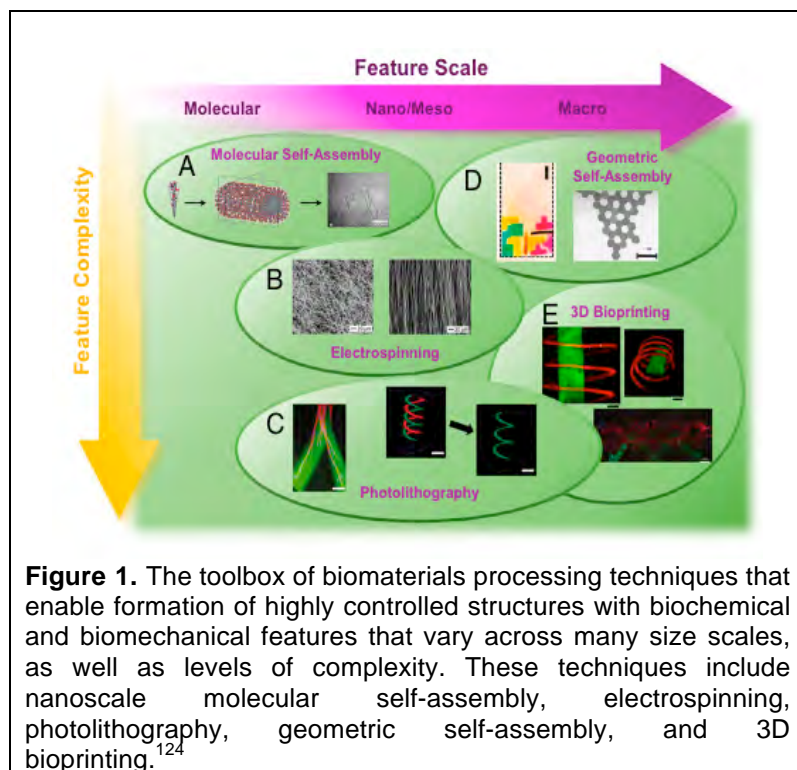 Feature Scale
Molecular Nano/Meso Macro
Feature Complexity
A
Molecular Self-Assembly
D
Geometric
Self-Assembly
B
Electrospinning
E
3D Bioprinting
C
Photolithography
Figure 1. The toolbox of biomaterials processing techniques that
enable formation of highly controlled structures with biochemical
and biomechanical features that vary across many size scales,
as well as levels of complexity. These techniques include
nanoscale molecular self-assembly, electrospinning,
photolithography, geometric self-assembly, and 3D
bioprinting.124